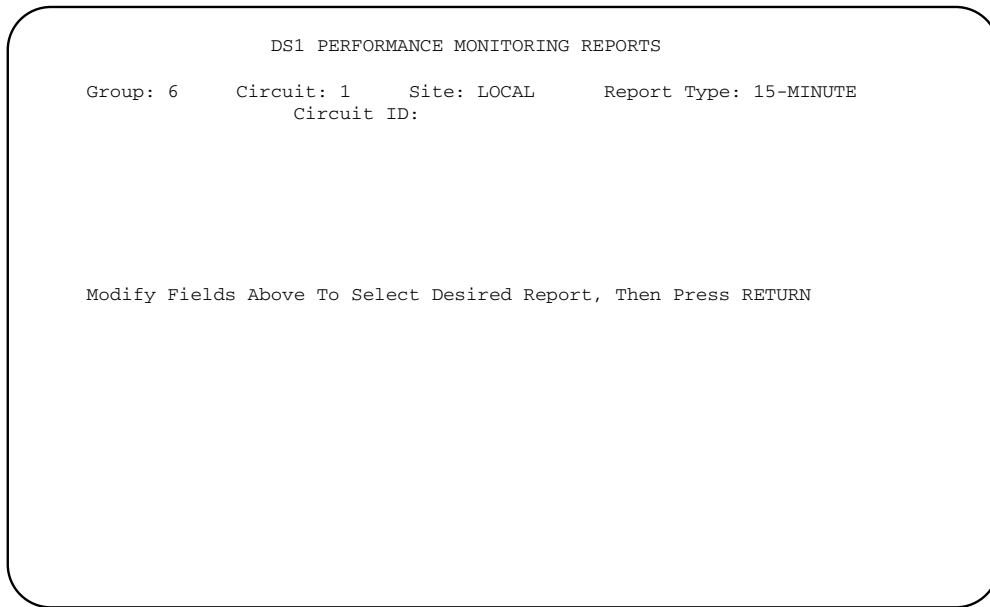 DS1 PERFORMANCE MONITORING REPORTS
Group: 6 Circuit: 1 Site: LOCAL Report Type: 15-MINUTE
Circuit ID:
Modify Fields Above To Select Desired Report, Then Press RETURN